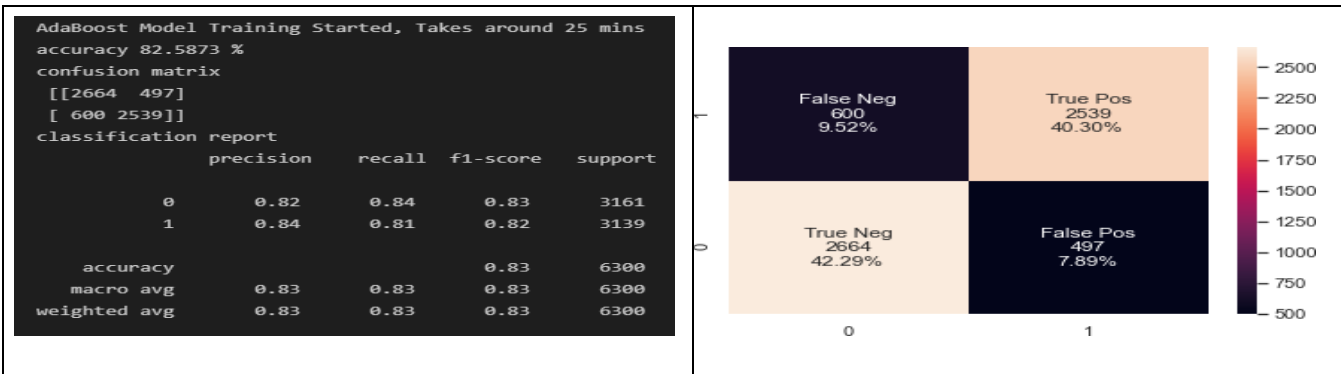 AdaBoost Model Training Started, Takes around 25 mins
accuracy 82.5873 %
confusion matrix
[[2664 497]
[ 600 2539]]
classification report
precision recall f1-score support
0 0.82 0.84 0.83 3161
1 0.84 0.81 0.82 3139
accuracy 0.83 6300
macro avg 0.83 0.83 0.83 6300
weighted avg 0.83 0.83 0.83 6300
1
False Neg
600
9.52%
True Pos
2539
40.30%
0
True Neg
2664
42.29%
False Pos
497
7.89%
0 1
2500
2250
2000
1750
1500
1250
1000
750
500